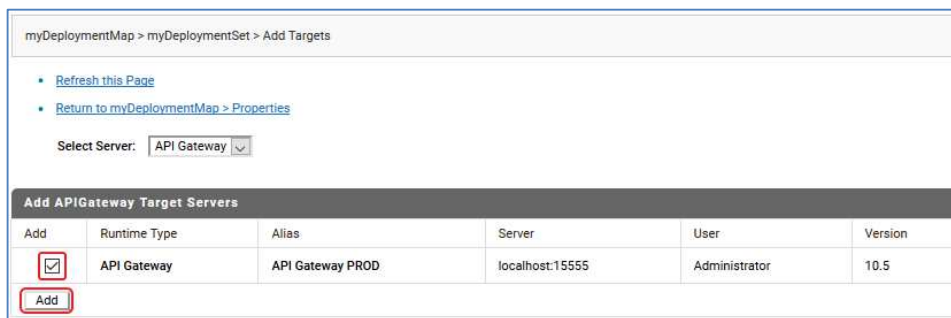 myDeploymentMap > myDeploymentSet > Add Targets
Refresh this Page
Return to myDeploymentMap > Properties
Select Server: API Gateway
Add APIGateway Target Servers
Add Runtime Type Alias Server User Version
API Gateway API Gateway PROD localhost:15555 Administrator 10.5
Add